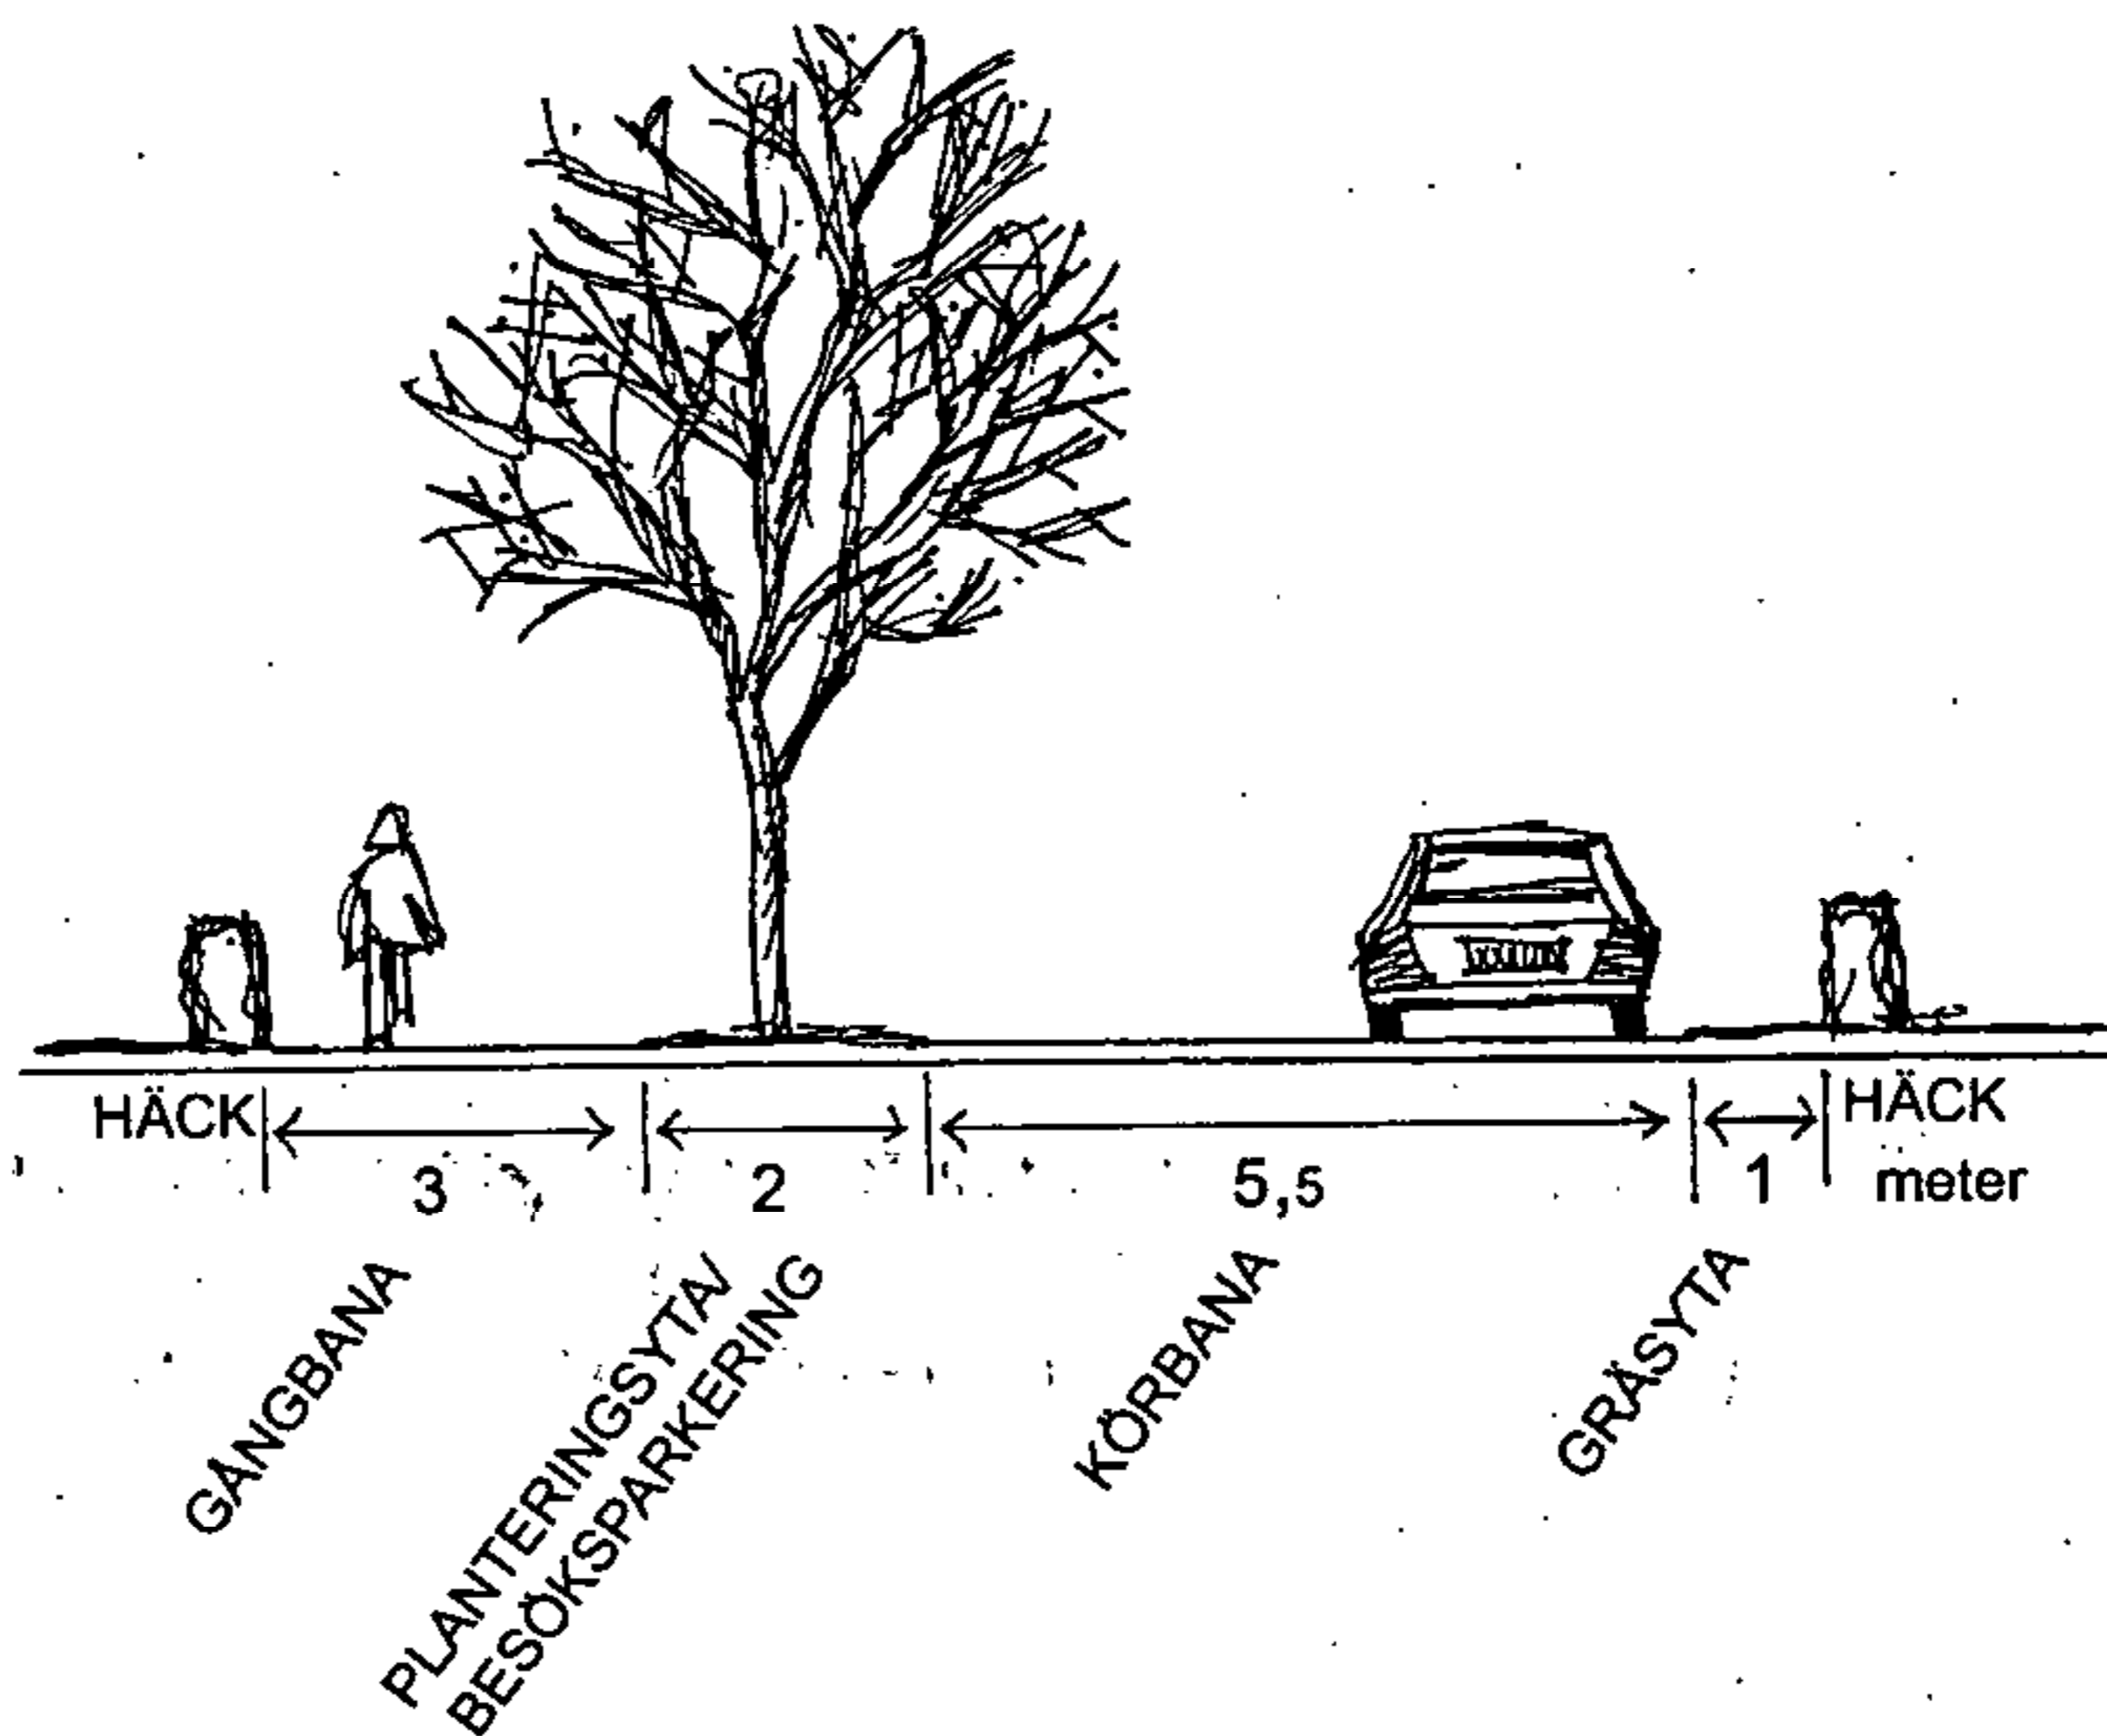 HÄCK
HÄCK
3
2
5,5
1
meter
GÅNGBANA
PLANTERINGSYTA/
BESÖKSPARKERING
KÖRBANA
GRÄSYTA